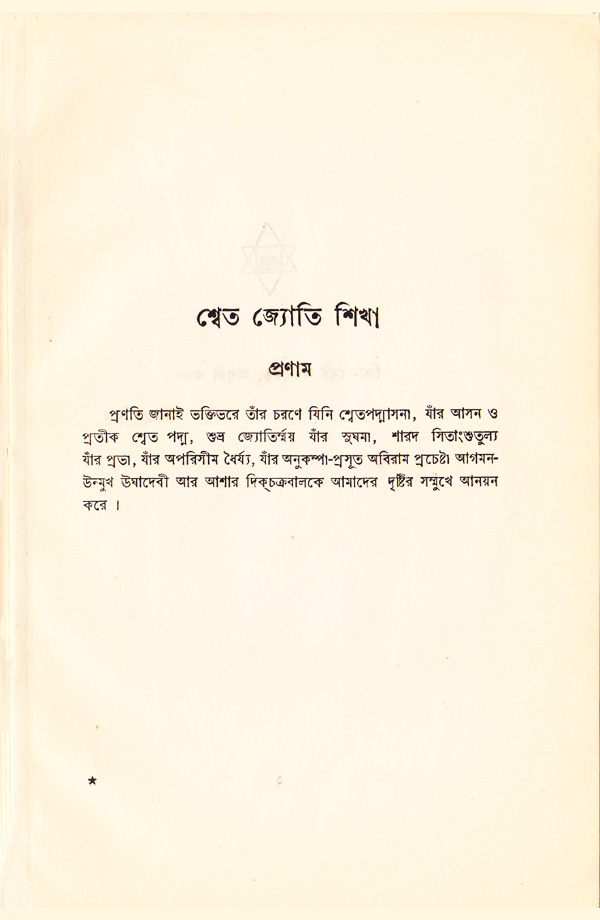 শ্বেত জ্যোতি শিখা
প্রণাম
প্রণতি জানাই ভক্তিভরে তাঁর চরণে যিনি শ্বেতপদ্মাসনা, যাঁর আসন ও
প্রতীক শ্বেত পদ্ম, শুভ্র জ্যোতির্ম্ময় যাঁর সুষমা, শারদ সিতাংশুতুল্য
যাঁর প্রভা, যাঁর অপরিসীম ধৈর্য্য, যাঁর অনুকম্পা-প্রসূত অবিরাম প্রচেষ্টা আগমন-
উন্মুখ উষাদেবী আর আশার দিক্‌চক্রবালকে আমাদের দৃষ্টির সম্মুখে আনয়ন
করে ।
*